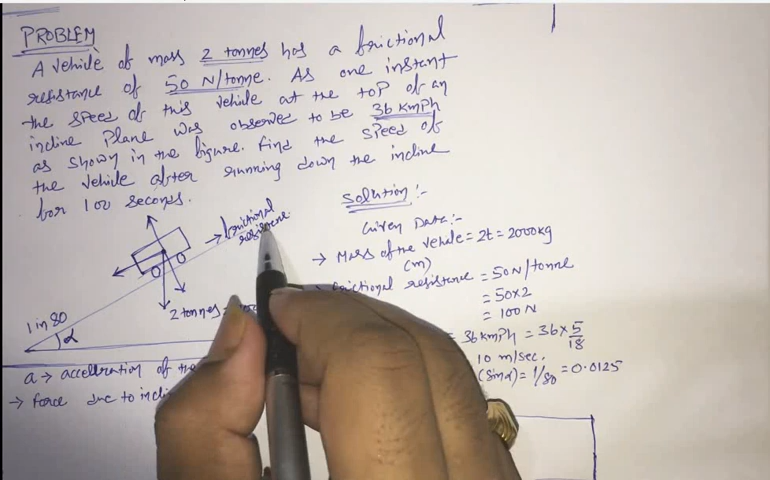 PROBLEM
A vehicle of mass 2 tonnes has a frictional
resistance of 50 N/tonne. As one instant
the speed of this vehicle at the top of an
incline plane was observed to be 36 kmph
as shown in the figure. Find the speed of
the vehicle after running down the incline
for 100 seconds.
→ frictional
resistance
1 in 80
α
2 tonnes =
a → acceleration of the
→ force due to incli
Solution :-
Given Data :-
→ Mass of the vehicle = 2t = 2000kg
(m)
frictional resistance = 50N/tonne
= 50×2
= 100 N
= 36 kmph = 36 × 5/18
10 m/sec.
(sinα) = 1/80 = 0.0125